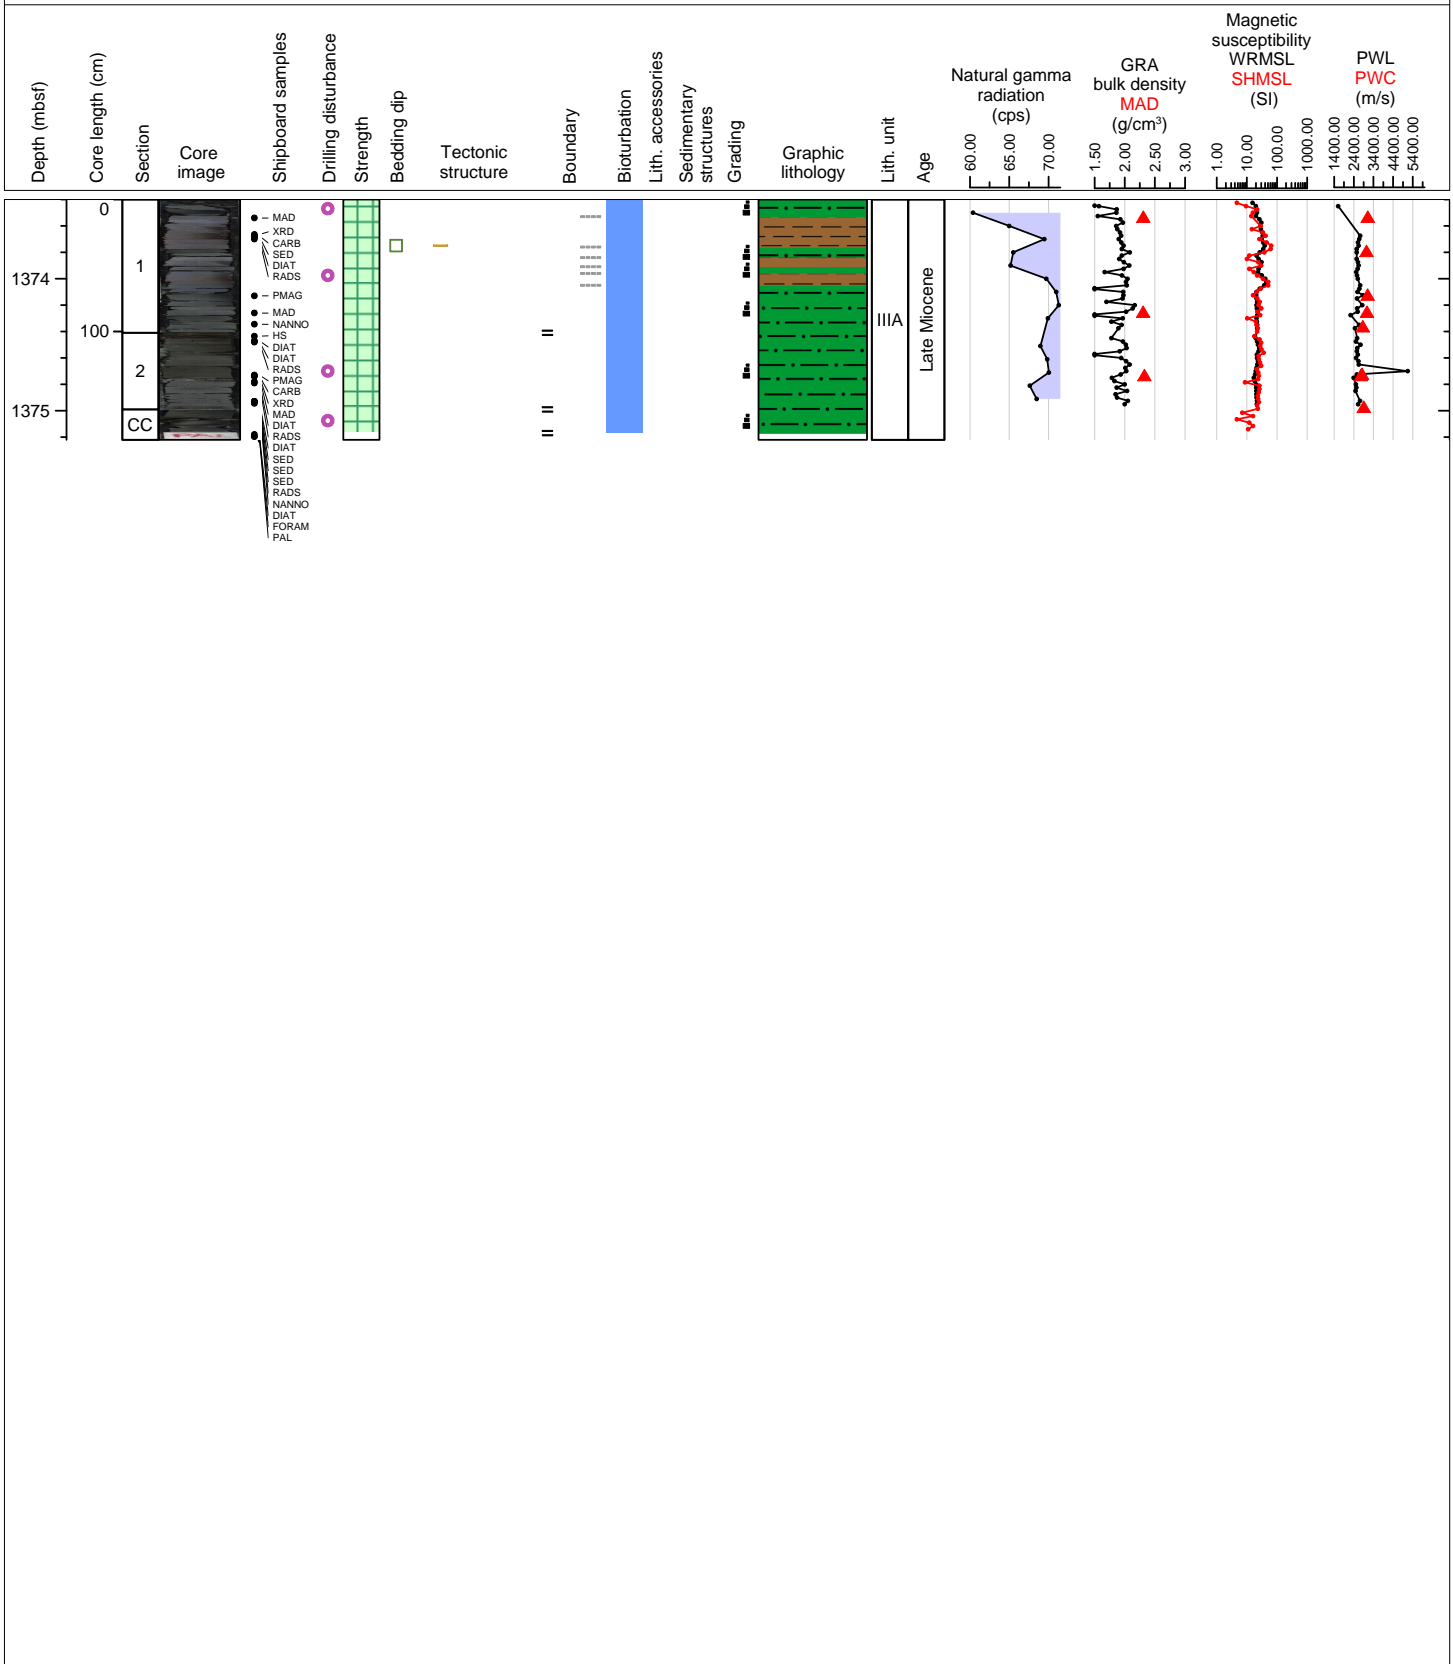 Depth (mbsf)
Core length (cm)
Section
Core
image
Shipboard samples
Drilling disturbance
Strength
Bedding dip
Tectonic
structure
Boundary
Bioturbation
Lith. accessories
Sedimentary
structures
Grading
Graphic
lithology
Lith. unit
Age
Natural gamma
radiation
(cps)
60.00
65.00
70.00
GRA
bulk density
MAD
(g/cm³)
1.50
2.00
2.50
3.00
Magnetic
susceptibility
WRMSL
SHMSL
(SI)
1.00
10.00
100.00
1000.00
PWL
PWC
(m/s)
1400.00
2400.00
3400.00
4400.00
5400.00
1374
1375
0
100
1
2
CC
MAD
XRD
CARB
SED
DIAT
RADS
PMAG
MAD
NANNO
HS
DIAT
DIAT
RADS
PMAG
CARB
XRD
MAD
DIAT
RADS
DIAT
SED
SED
SED
RADS
NANNO
DIAT
FORAM
PAL
IIIA
Late Miocene